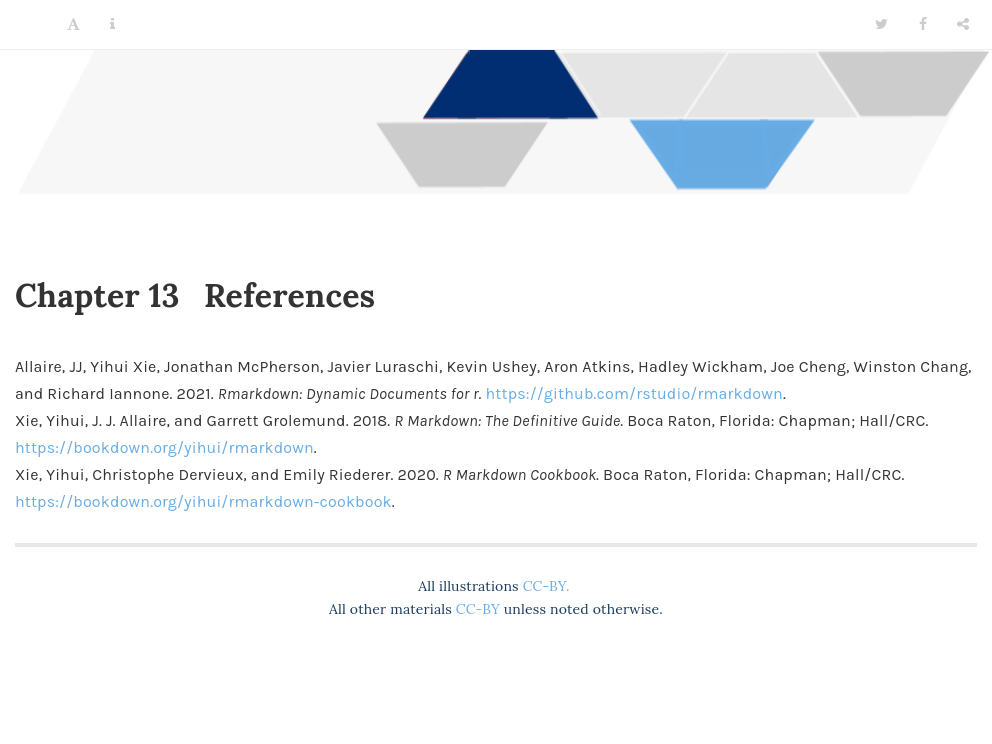 Chapter 13 References
Allaire, JJ, Yihui Xie, Jonathan McPherson, Javier Luraschi, Kevin Ushey, Aron Atkins, Hadley Wickham, Joe Cheng, Winston Chang,
and Richard Iannone. 2021. Rmarkdown: Dynamic Documents for r. https://github.com/rstudio/rmarkdown.
Xie, Yihui, J. J. Allaire, and Garrett Grolemund. 2018. R Markdown: The Definitive Guide. Boca Raton, Florida: Chapman; Hall/CRC.
https://bookdown.org/yihui/rmarkdown.
Xie, Yihui, Christophe Dervieux, and Emily Riederer. 2020. R Markdown Cookbook. Boca Raton, Florida: Chapman; Hall/CRC.
https://bookdown.org/yihui/rmarkdown-cookbook.
All illustrations CC-BY.
All other materials CC-BY unless noted otherwise.